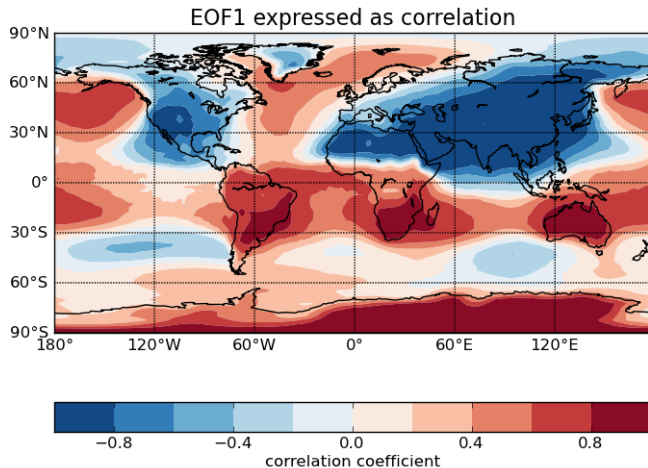 EOF1 expressed as correlation
90°N
60°N
30°N
0°
30°S
60°S
90°S
180° 120°W 60°W 0° 60°E 120°E
−0.8 −0.4 0.0 0.4 0.8
correlation coefficient